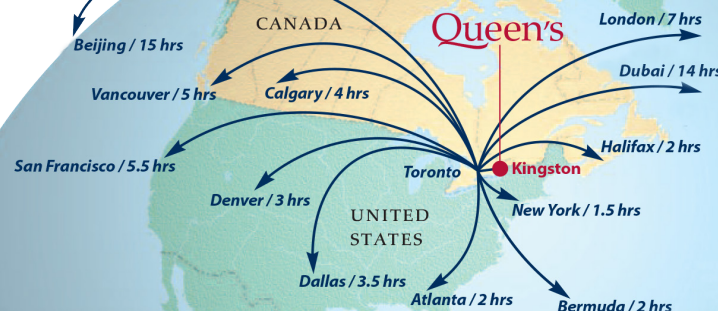 CANADA
Queen's
London / 7 hrs
Beijing / 15 hrs
Dubai / 14 hrs
Vancouver / 5 hrs
Calgary / 4 hrs
Halifax / 2 hrs
San Francisco / 5.5 hrs
Toronto
Kingston
Denver / 3 hrs
New York / 1.5 hrs
UNITED
STATES
Dallas / 3.5 hrs
Atlanta / 2 hrs
Bermuda / 2 hrs